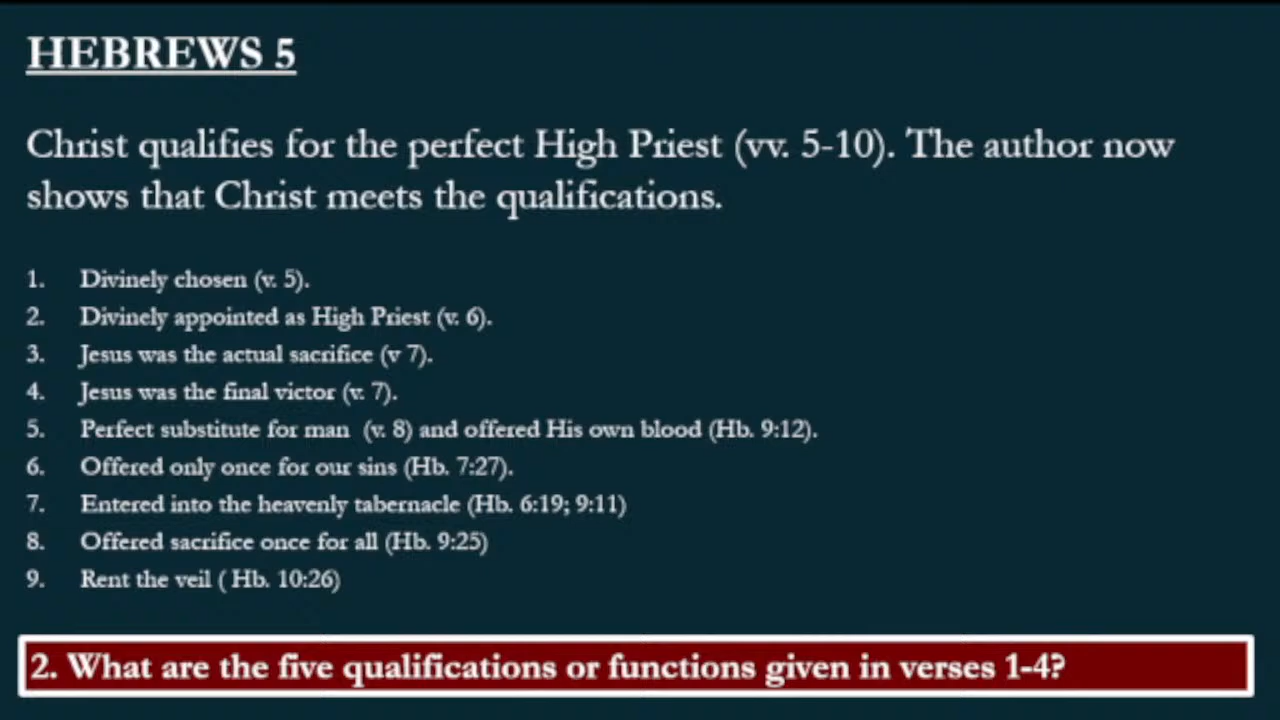 HEBREWS 5
Christ qualifies for the perfect High Priest (vv. 5-10). The author now
shows that Christ meets the qualifications.
1. Divinely chosen (v. 5).
2. Divinely appointed as High Priest (v. 6).
3. Jesus was the actual sacrifice (v 7).
4. Jesus was the final victor (v. 7).
5. Perfect substitute for man (v. 8) and offered His own blood (Hb. 9:12).
6. Offered only once for our sins (Hb. 7:27).
7. Entered into the heavenly tabernacle (Hb. 6:19; 9:11)
8. Offered sacrifice once for all (Hb. 9:25)
9. Rent the veil ( Hb. 10:26)
2. What are the five qualifications or functions given in verses 1-4?